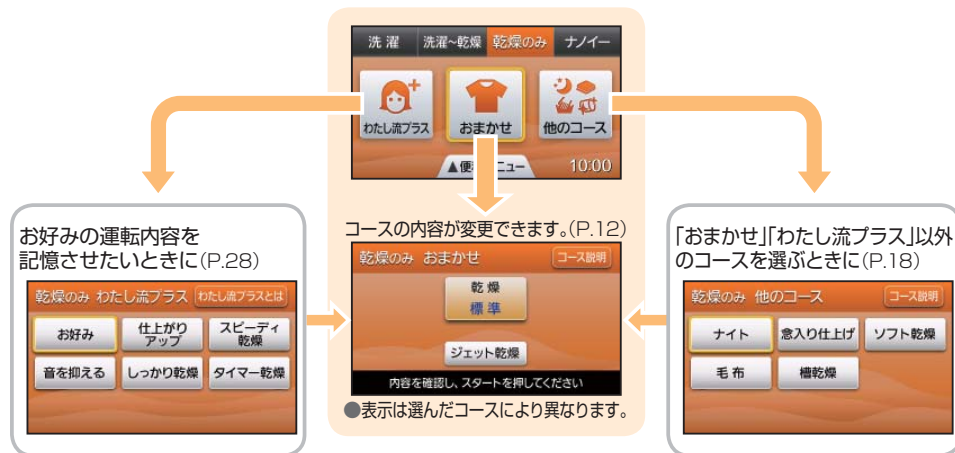 洗濯 洗濯~乾燥 乾燥のみ ナノイー
わたし流プラス おまかせ 他のコース
10:00
お好みの運転内容を
記憶させたいときに(P.28)
乾燥のみ わたし流プラス わたし流プラスとは
お好み 仕上がり
アップ スピーディ
乾燥
音を抑える しっかり乾燥 タイマー乾燥
コースの内容が変更できます。(P.12)
乾燥のみ おまかせ コース説明
乾燥
標準
ジェット乾燥
内容を確認し、スタートを押してください
●表示は選んだコースにより異なります。
「おまかせ」「わたし流プラス」以外
のコースを選ぶときに(P.18)
乾燥のみ 他のコース コース説明
ナイト 念入り仕上げ ソフト乾燥
毛布 槽乾燥